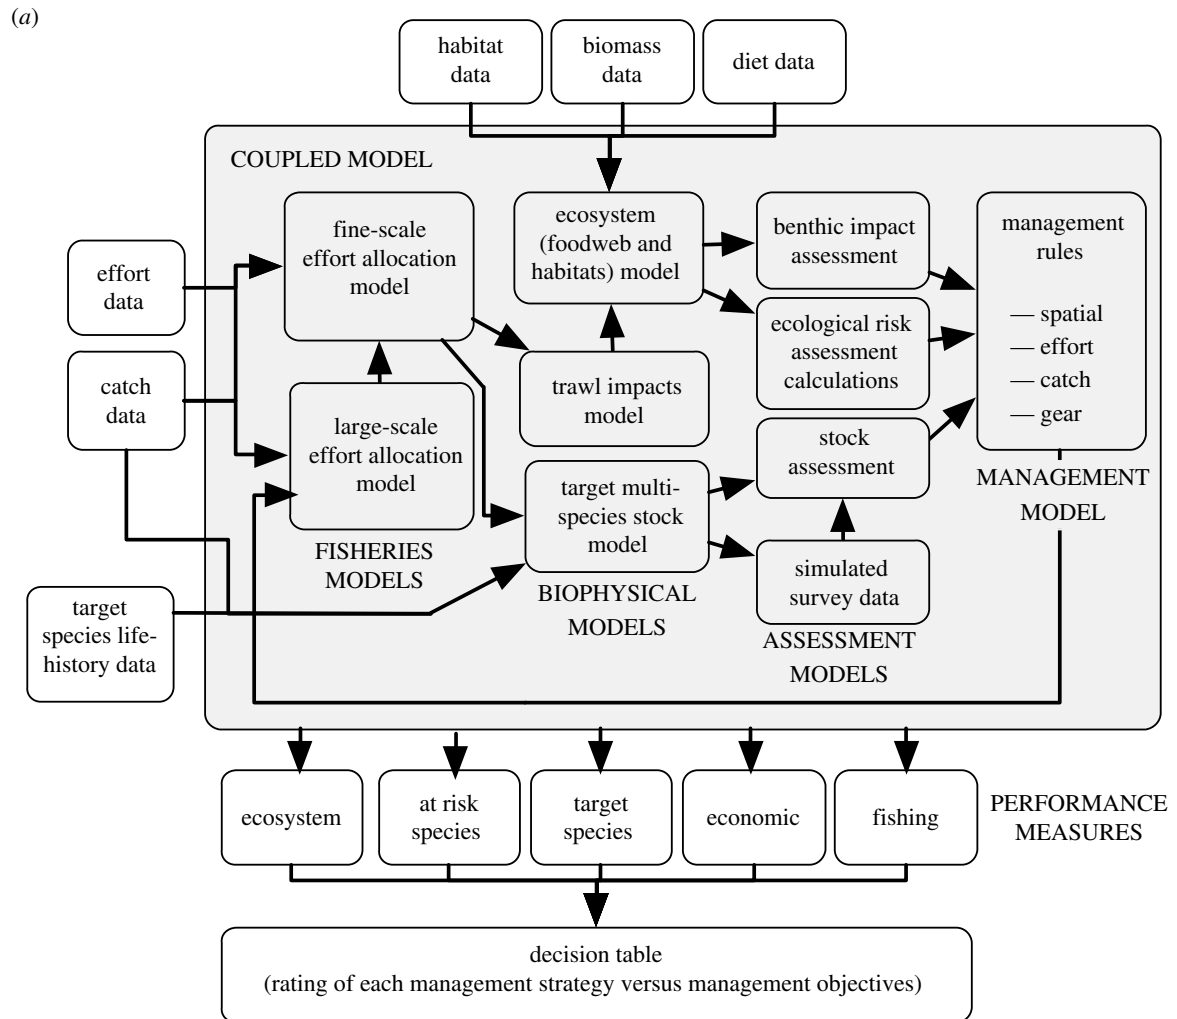 (a)
habitat
data
biomass
data
diet data
COUPLED MODEL
fine-scale
effort allocation
model
ecosystem
(foodweb and
habitats) model
benthic impact
assessment
management
rules
— spatial
— effort
— catch
— gear
effort
data
catch
data
ecological risk
assessment
calculations
trawl impacts
model
large-scale
effort allocation
model
stock
assessment
MANAGEMENT
MODEL
target multi-
species stock
model
FISHERIES
MODELS
simulated
survey data
BIOPHYSICAL
MODELS
ASSESSMENT
MODELS
target
species life-
history data
ecosystem
at risk
species
target
species
economic
fishing
PERFORMANCE
MEASURES
decision table
(rating of each management strategy versus management objectives)